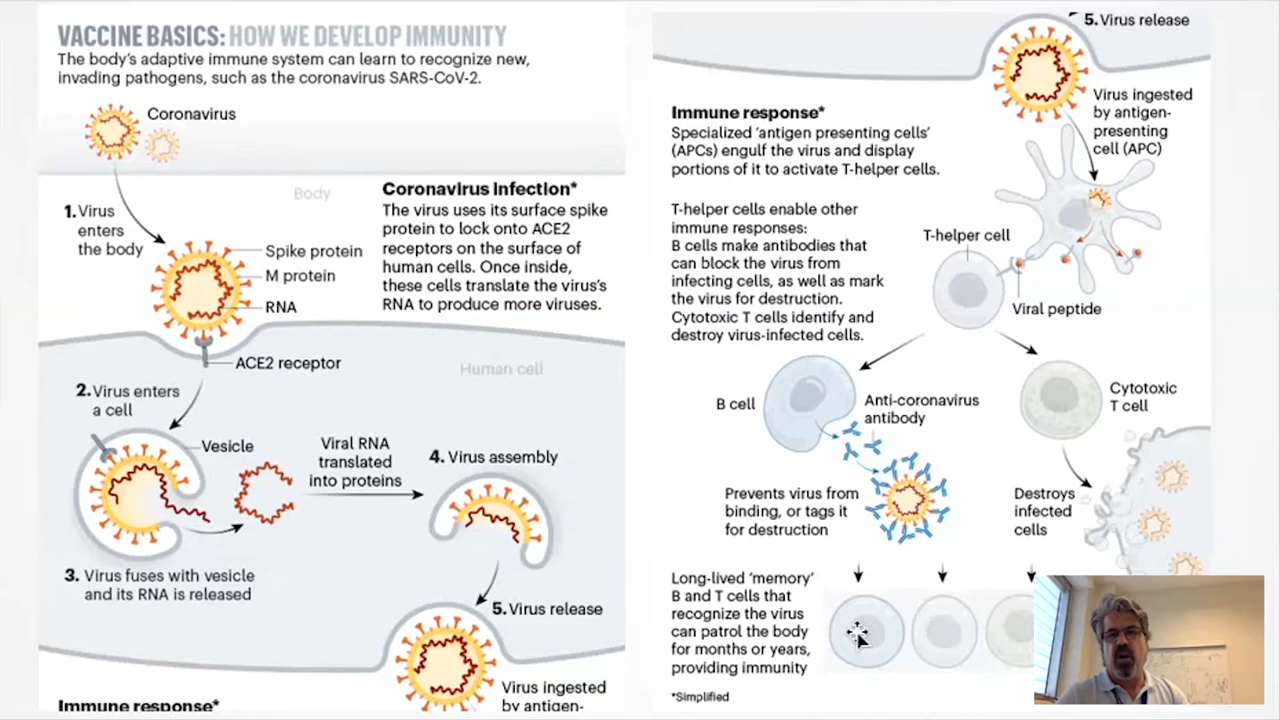 VACCINE BASICS: HOW WE DEVELOP IMMUNITY
The body's adaptive immune system can learn to recognize new,
invading pathogens, such as the coronavirus SARS-CoV-2.
Coronavirus
Body
1. Virus
enters
the body
Spike protein
M protein
RNA
Coronavirus infection*
The virus uses its surface spike
protein to lock onto ACE2
receptors on the surface of
human cells. Once inside,
these cells translate the virus's
RNA to produce more viruses.
ACE2 receptor
Human cell
2. Virus enters
a cell
Vesicle
Viral RNA
translated
into proteins
4. Virus assembly
3. Virus fuses with vesicle
and its RNA is released
5. Virus release
Virus ingested
by antigen-
Immune response*
5. Virus release
Virus ingested
by antigen-
presenting
cell (APC)
Immune response*
Specialized 'antigen presenting cells'
(APCs) engulf the virus and display
portions of it to activate T-helper cells.
T-helper cells enable other
immune responses:
B cells make antibodies that
can block the virus from
infecting cells, as well as mark
the virus for destruction.
Cytotoxic T cells identify and
destroy virus-infected cells.
T-helper cell
Viral peptide
B cell
Anti-coronavirus
antibody
Cytotoxic
T cell
Prevents virus from
binding, or tags it
for destruction
Destroys
infected
cells
Long-lived 'memory'
B and T cells that
recognize the virus
can patrol the body
for months or years,
providing immunity
*Simplified